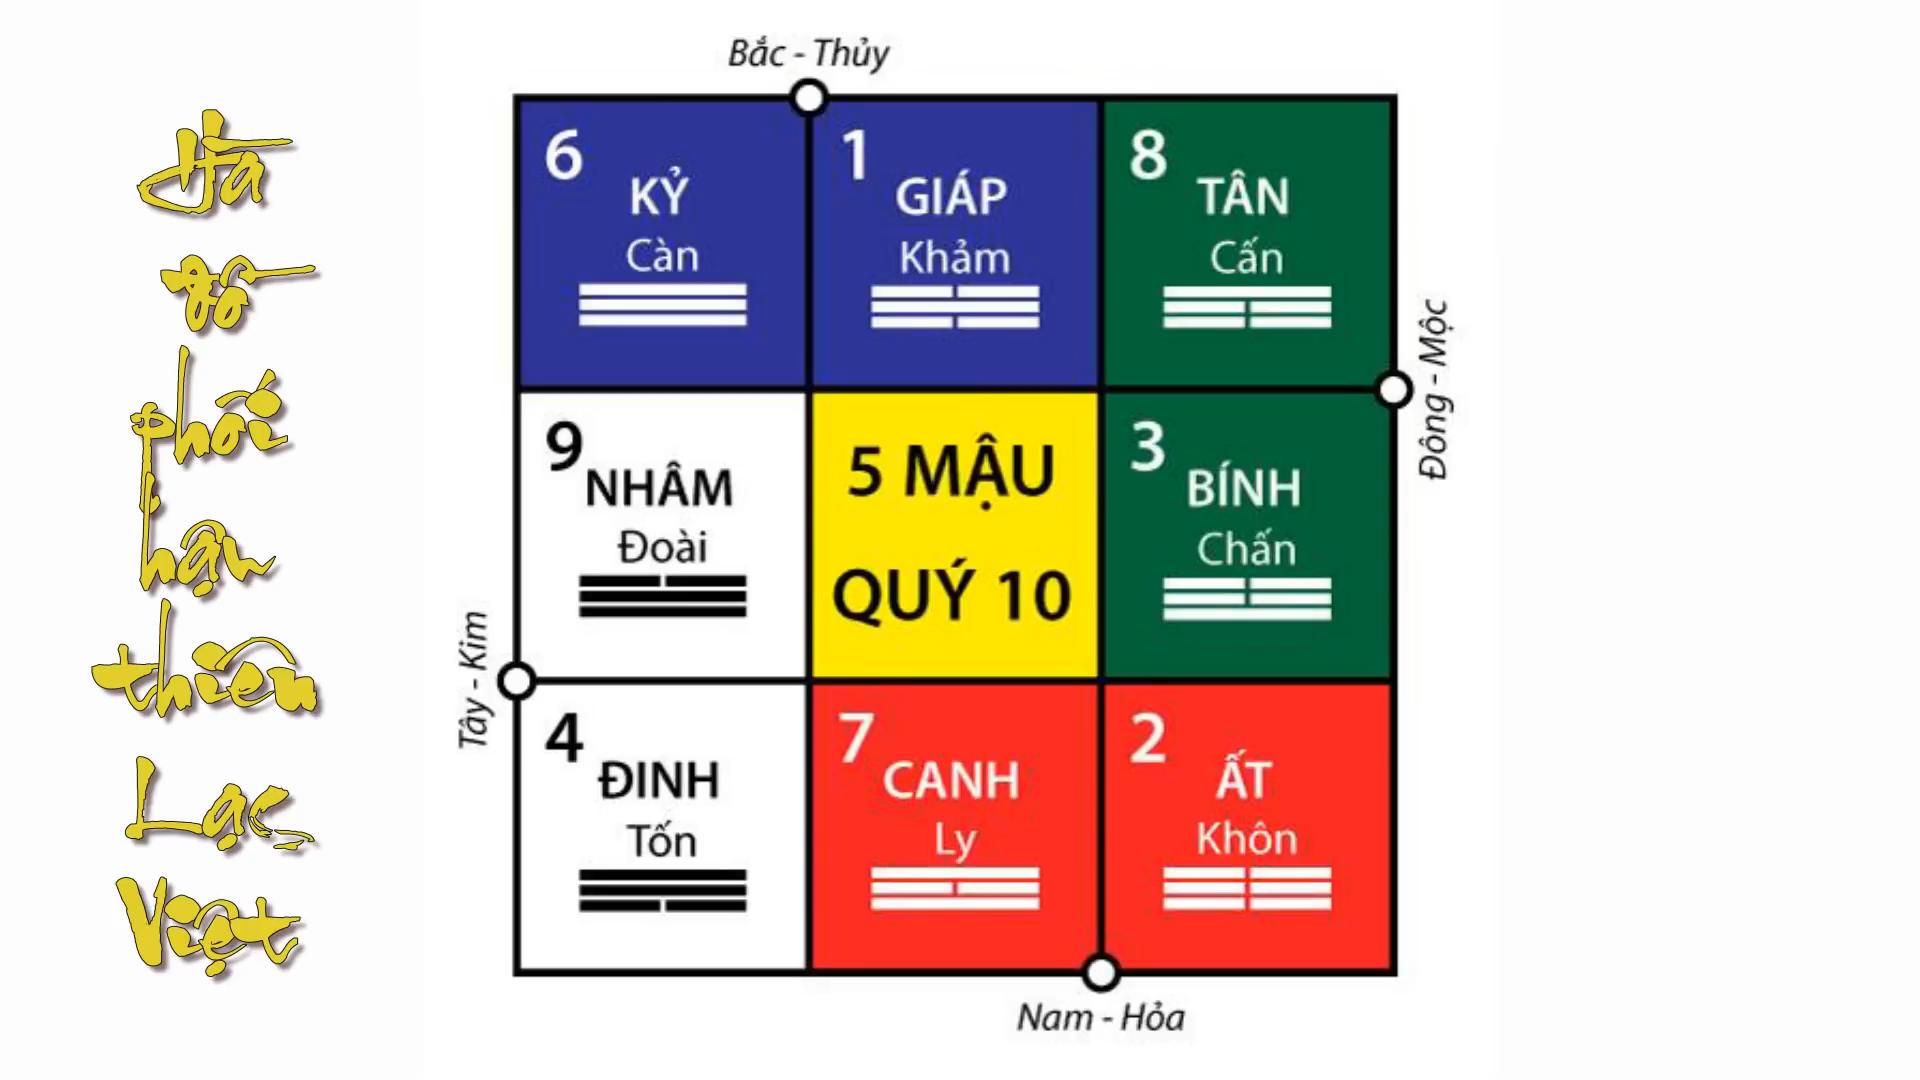 Hà
đồ
phối
hậu
thiên
Lạc
Việt
Bắc - Thủy
6
KỶ
Càn
1
GIÁP
Khảm
8
TÂN
Cấn
Đông - Mộc
9
NHÂM
Đoài
5 MẬU
QUÝ 10
3
BÍNH
Chấn
Tây - Kim
4
ĐINH
Tốn
7
CANH
Ly
2
ẤT
Khôn
Nam - Hỏa